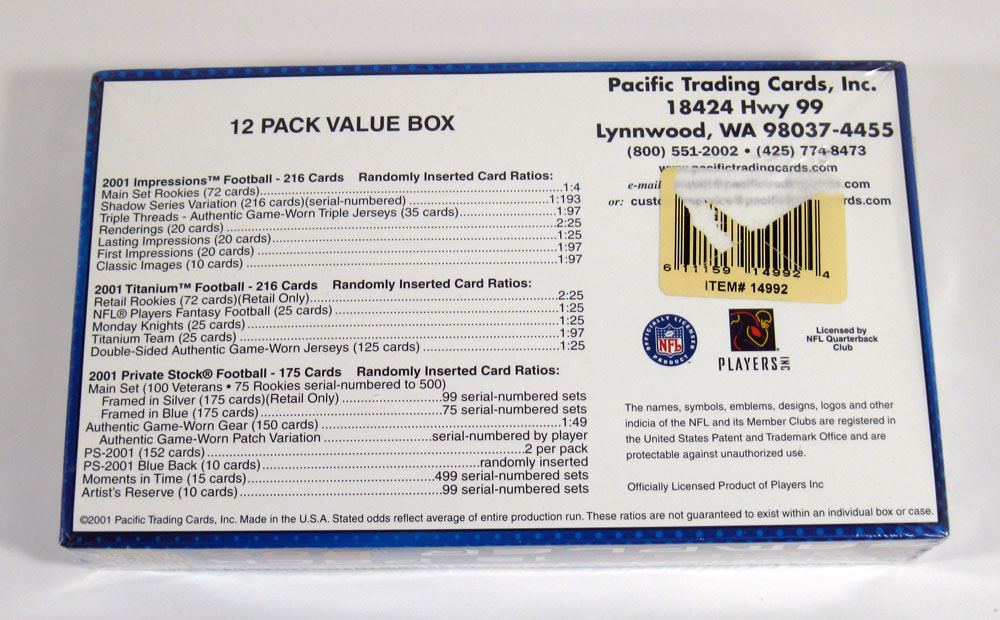 12 PACK VALUE BOX
2001 Impressions™ Football - 216 Cards Randomly Inserted Card Ratios:
Main Set Rookies (72 cards)..........1:4
Shadow Series Variation (216 cards)(serial-numbered)..........1:193
Triple Threads - Authentic Game-Worn Triple Jerseys (35 cards)..........1:97
Renderings (20 cards)..........2:25
Lasting Impressions (20 cards)..........1:25
First Impressions (20 cards)..........1:97
Classic Images (10 cards)..........1:97
2001 Titanium™ Football - 216 Cards Randomly Inserted Card Ratios:
Retail Rookies (72 cards)(Retail Only)..........2:25
NFL® Players Fantasy Football (25 cards)..........1:25
Monday Knights (25 cards)..........1:25
Titanium Team (25 cards)..........1:97
Double-Sided Authentic Game-Worn Jerseys (125 cards)..........1:25
2001 Private Stock® Football - 175 Cards Randomly Inserted Card Ratios:
Main Set (100 Veterans • 75 Rookies serial-numbered to 500)
Framed in Silver (175 cards)(Retail Only)..........99 serial-numbered sets
Framed in Blue (175 cards)..........75 serial-numbered sets
Authentic Game-Worn Gear (150 cards)..........1:49
Authentic Game-Worn Patch Variation..........serial-numbered by player
PS-2001 (152 cards)..........2 per pack
PS-2001 Blue Back (10 cards)..........randomly inserted
Moments in Time (15 cards)..........499 serial-numbered sets
Artist's Reserve (10 cards)..........99 serial-numbered sets
Pacific Trading Cards, Inc.
18424 Hwy 99
Lynnwood, WA 98037-4455
(800) 551-2002 • (425) 774-8473
www.pacifictradingcards.com
e-mail .com
or: rds.com
6 11159 14992 4
ITEM# 14992
OFFICIALLY LICENSED PRODUCT
NFL
PLAYERS INC
Licensed by
NFL Quarterback
Club
The names, symbols, emblems, designs, logos and other
indicia of the NFL and its Member Clubs are registered in
the United States Patent and Trademark Office and are
protectable against unauthorized use.
Officially Licensed Product of Players Inc
©2001 Pacific Trading Cards, Inc. Made in the U.S.A. Stated odds reflect average of entire production run. These ratios are not guaranteed to exist within an individual box or case.